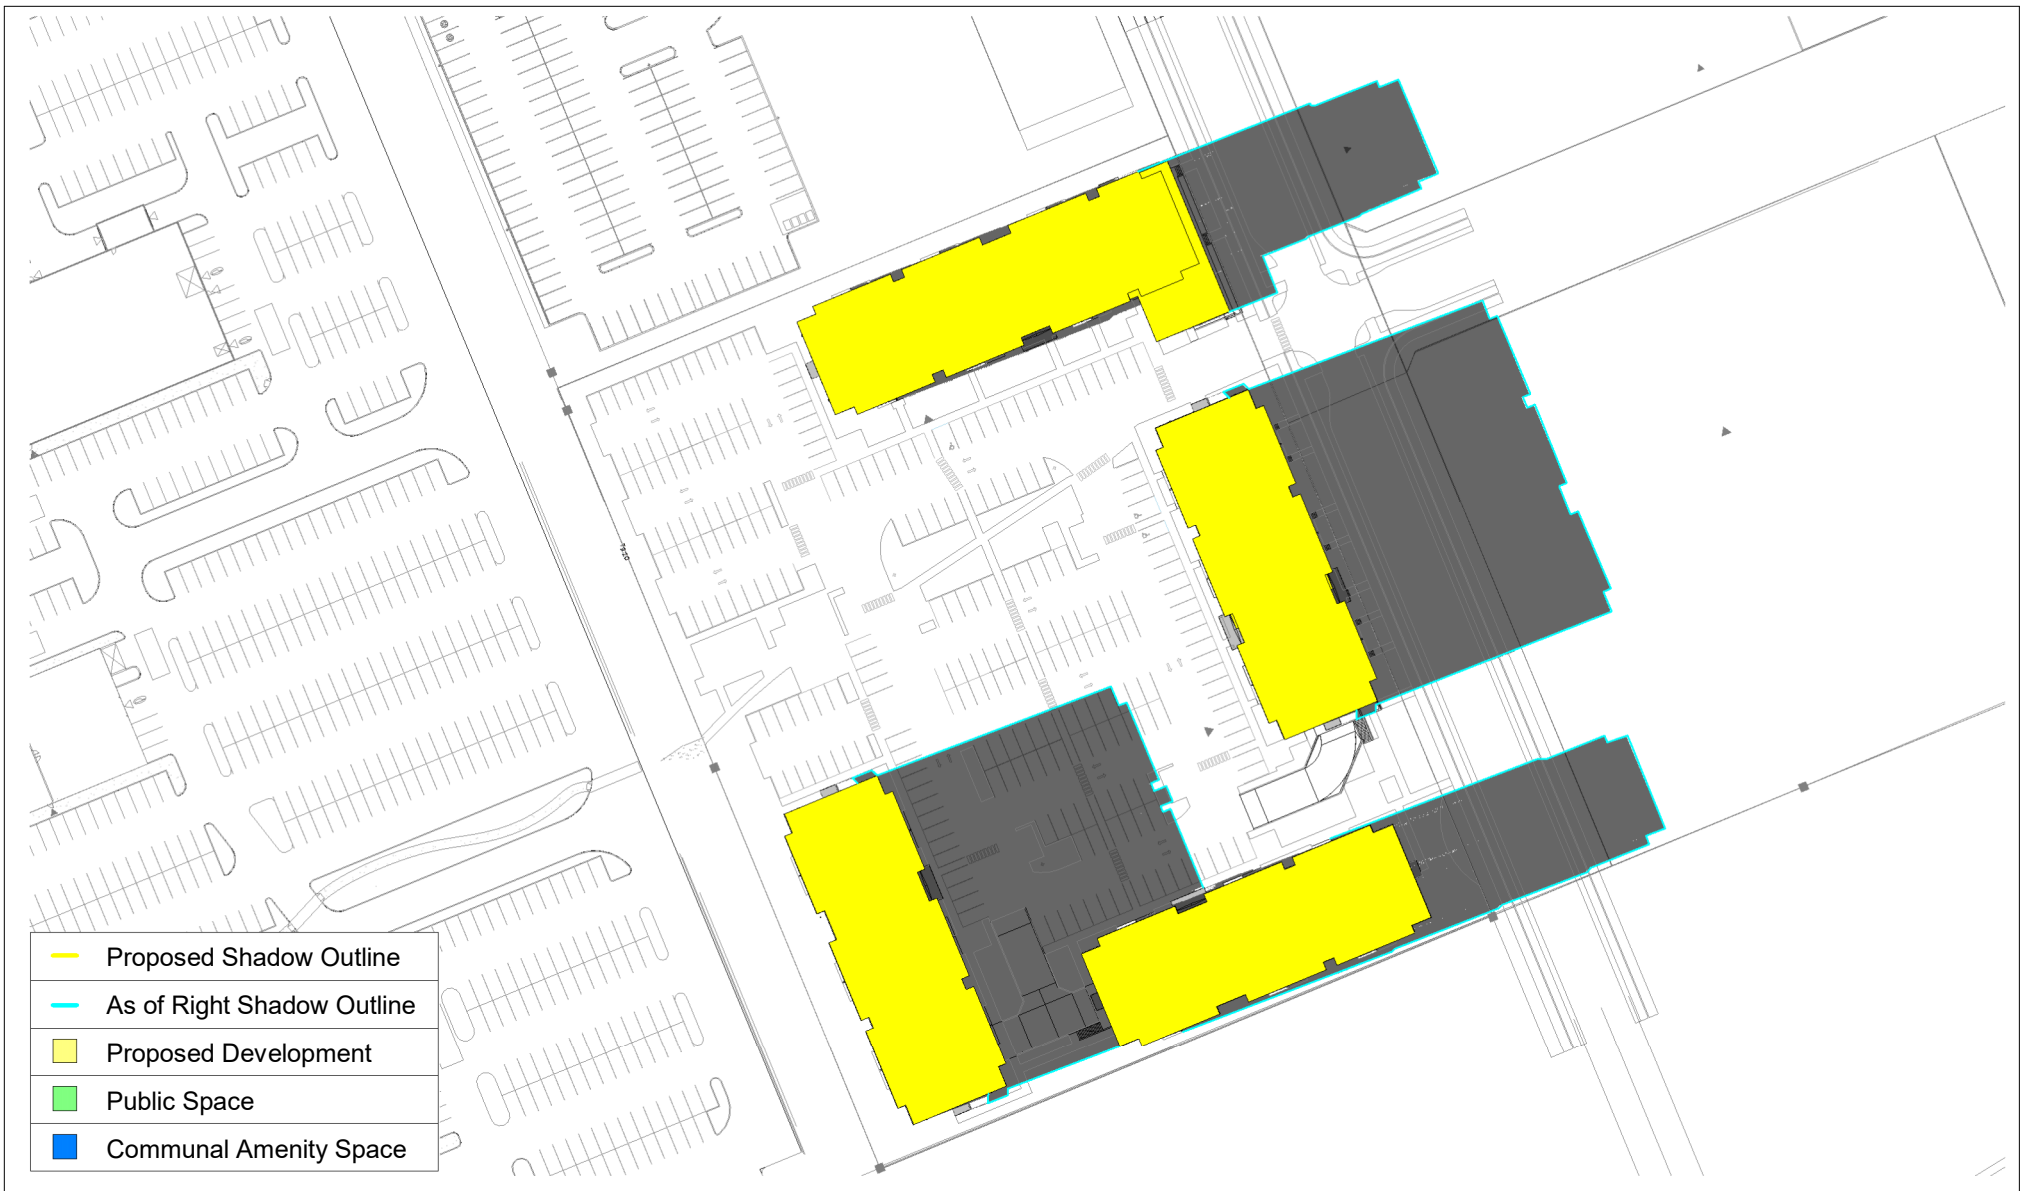 Proposed Shadow Outline
As of Right Shadow Outline
Proposed Development
Public Space
Communal Amenity Space